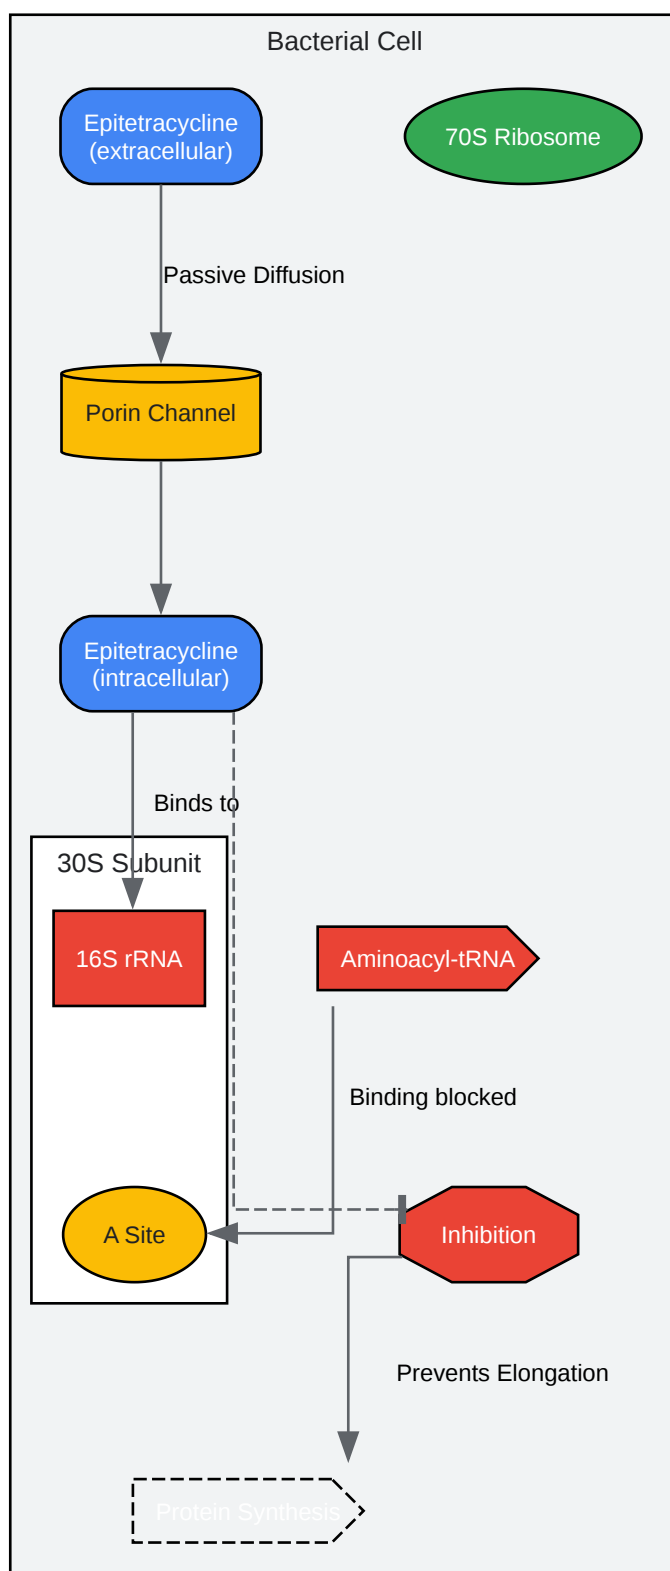 Bacterial Cell
Epitetracycline
(extracellular)
70S Ribosome
Passive Diffusion
Porin Channel
Epitetracycline
(intracellular)
Binds to
30S Subunit
16S rRNA
Aminoacyl-tRNA
Binding blocked
A Site
Inhibition
Prevents Elongation
Protein Synthesis